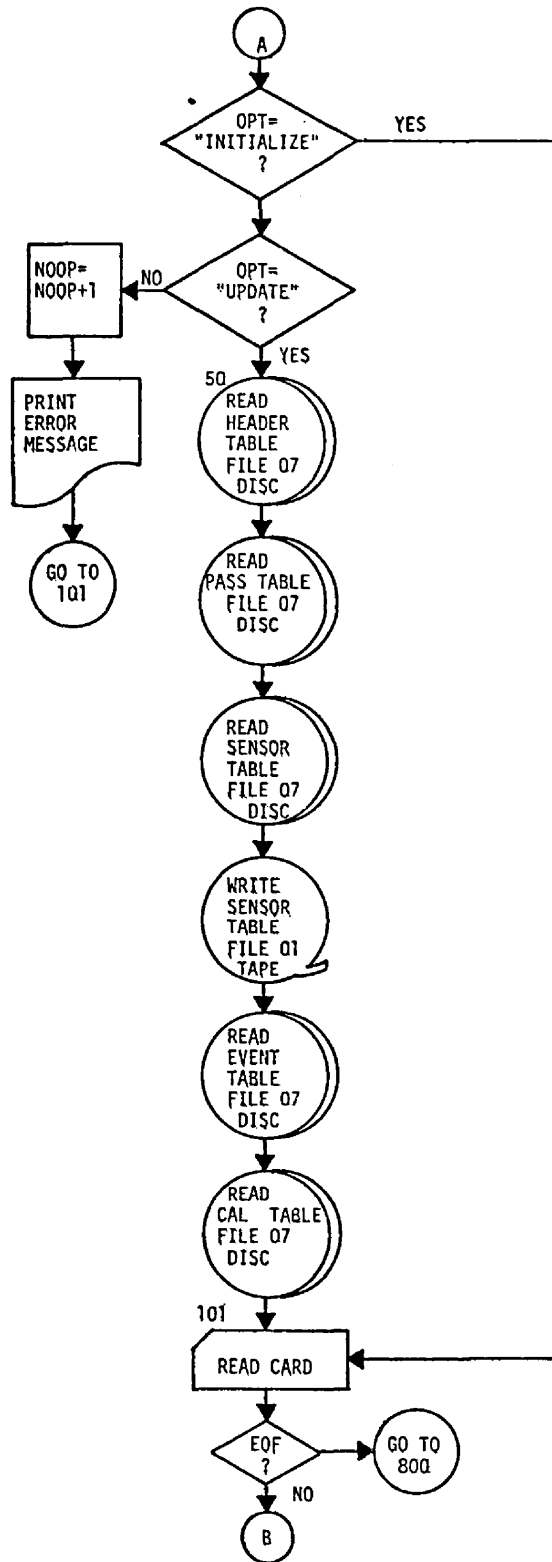 A
OPT=
"INITIALIZE"
?
YES
OPT=
"UPDATE"
?
NO
NOOP=
NOOP+1
YES
PRINT
ERROR
MESSAGE
GO TO
101
50
READ
HEADER
TABLE
FILE 07
DISC
READ
PASS TABLE
FILE 07
DISC
READ
SENSOR
TABLE
FILE 07
DISC
WRITE
SENSOR
TABLE
FILE 01
TAPE
READ
EVENT
TABLE
FILE 07
DISC
READ
CAL TABLE
FILE 07
DISC
101
READ CARD
EOF
?
GO TO
800
NO
B